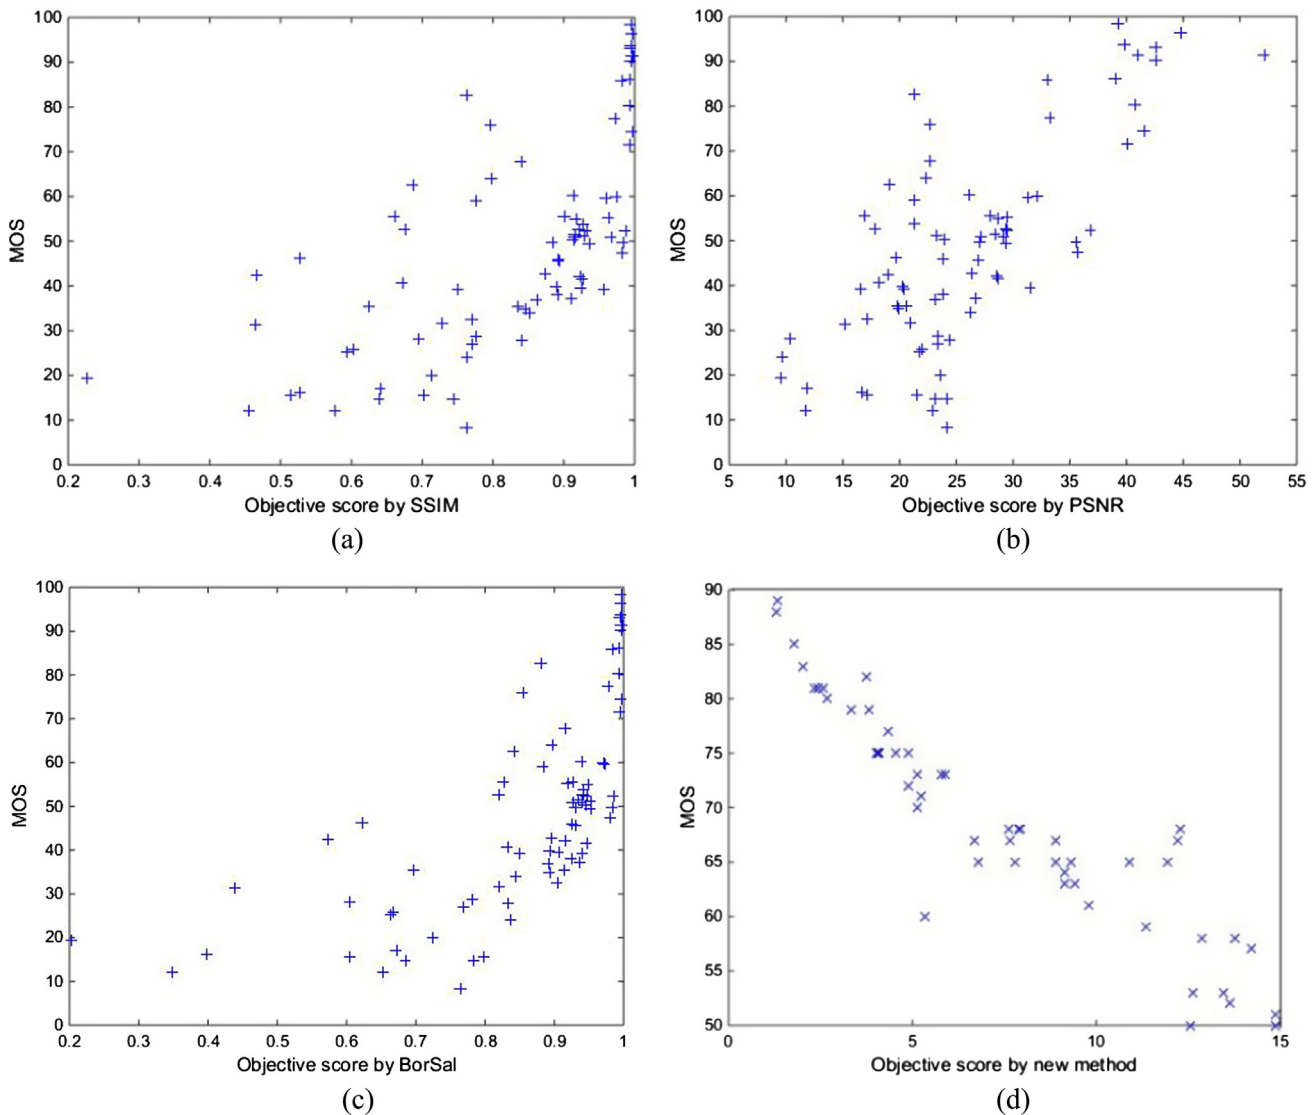 100
90
80
70
60
50
40
30
20
10
0
MOS
0.2 0.3 0.4 0.5 0.6 0.7 0.8 0.9 1
Objective score by SSIM
(a)
100
90
80
70
60
50
40
30
20
10
0
MOS
5 10 15 20 25 30 35 40 45 50 55
Objective score by PSNR
(b)
100
90
80
70
60
50
40
30
20
10
0
MOS
0.2 0.3 0.4 0.5 0.6 0.7 0.8 0.9 1
Objective score by BorSal
(c)
90
85
80
75
70
65
60
55
50
MOS
0 5 10 15
Objective score by new method
(d)